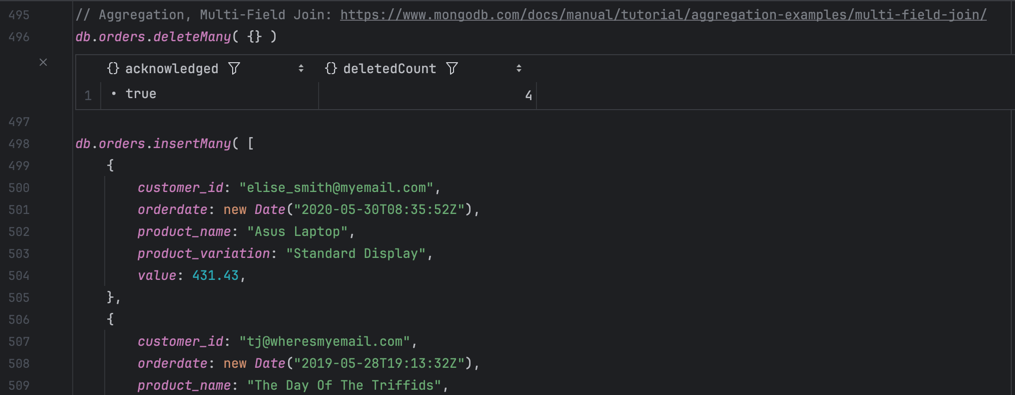 495 // Aggregation, Multi-Field Join: https://www.mongodb.com/docs/manual/tutorial/aggregation-examples/multi-field-join/
496 db.orders.deleteMany( {} )
{} acknowledged {} deletedCount
1 • true 4
497
498 db.orders.insertMany( [
499 {
500 customer_id: "elise_smith@myemail.com",
501 orderdate: new Date("2020-05-30T08:35:52Z"),
502 product_name: "Asus Laptop",
503 product_variation: "Standard Display",
504 value: 431.43,
505 },
506 {
507 customer_id: "tj@wheresmyemail.com",
508 orderdate: new Date("2019-05-28T19:13:32Z"),
509 product_name: "The Day Of The Triffids",